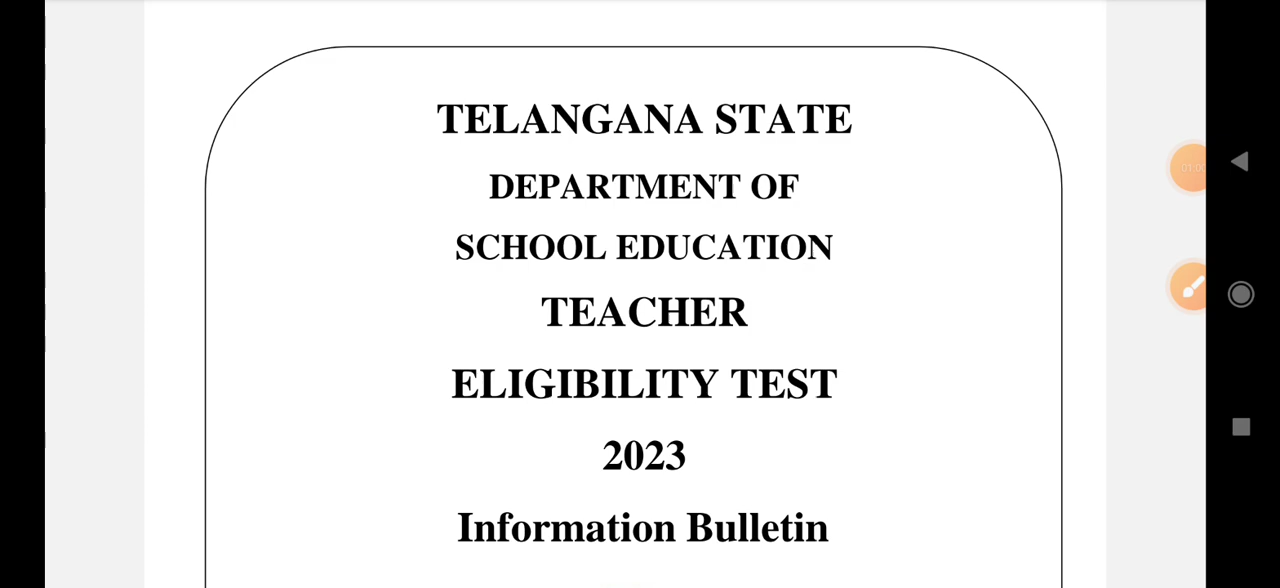 TELANGANA STATE
DEPARTMENT OF
SCHOOL EDUCATION
TEACHER
ELIGIBILITY TEST
2023
Information Bulletin